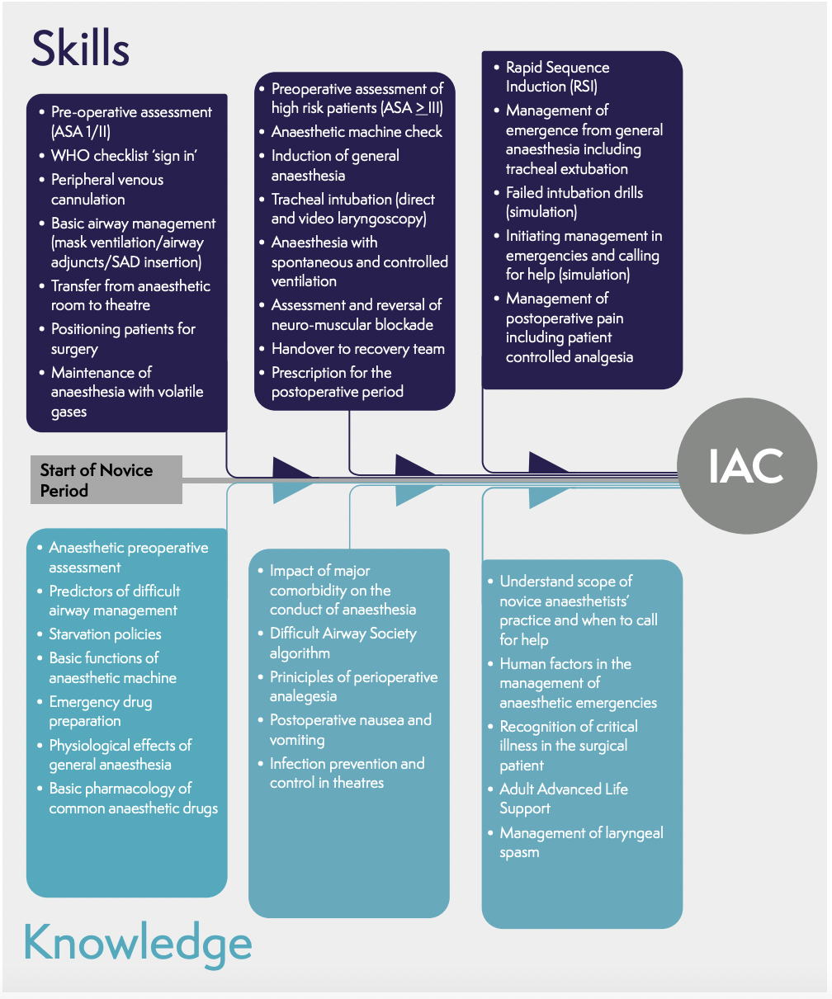 Skills
• Pre-operative assessment
(ASA 1/II)
• WHO checklist ‘sign in’
• Peripheral venous
cannulation
• Basic airway management
(mask ventilation/airway
adjuncts/SAD insertion)
• Transfer from anaesthetic
room to theatre
• Positioning patients for
surgery
• Maintenance of
anaesthesia with volatile
gases
• Preoperative assessment of
high risk patients (ASA ≥ III)
• Anaesthetic machine check
• Induction of general
anaesthesia
• Tracheal intubation (direct
and video laryngoscopy)
• Anaesthesia with
spontaneous and controlled
ventilation
• Assessment and reversal of
neuro-muscular blockade
• Handover to recovery team
• Prescription for the
postoperative period
• Rapid Sequence
Induction (RSI)
• Management of
emergence from general
anaesthesia including
tracheal extubation
• Failed intubation drills
(simulation)
• Initiating management in
emergencies and calling
for help (simulation)
• Management of
postoperative pain
including patient
controlled analgesia
Start of Novice
Period
IAC
• Anaesthetic preoperative
assessment
• Predictors of difficult
airway management
• Starvation policies
• Basic functions of
anaesthetic machine
• Emergency drug
preparation
• Physiological effects of
general anaesthesia
• Basic pharmacology of
common anaesthetic drugs
• Impact of major
comorbidity on the
conduct of anaesthesia
• Difficult Airway Society
algorithm
• Priniciples of perioperative
analegesia
• Postoperative nausea and
vomiting
• Infection prevention and
control in theatres
• Understand scope of
novice anaesthetists’
practice and when to call
for help
• Human factors in the
management of
anaesthetic emergencies
• Recognition of critical
illness in the surgical
patient
• Adult Advanced Life
Support
• Management of laryngeal
spasm
Knowledge